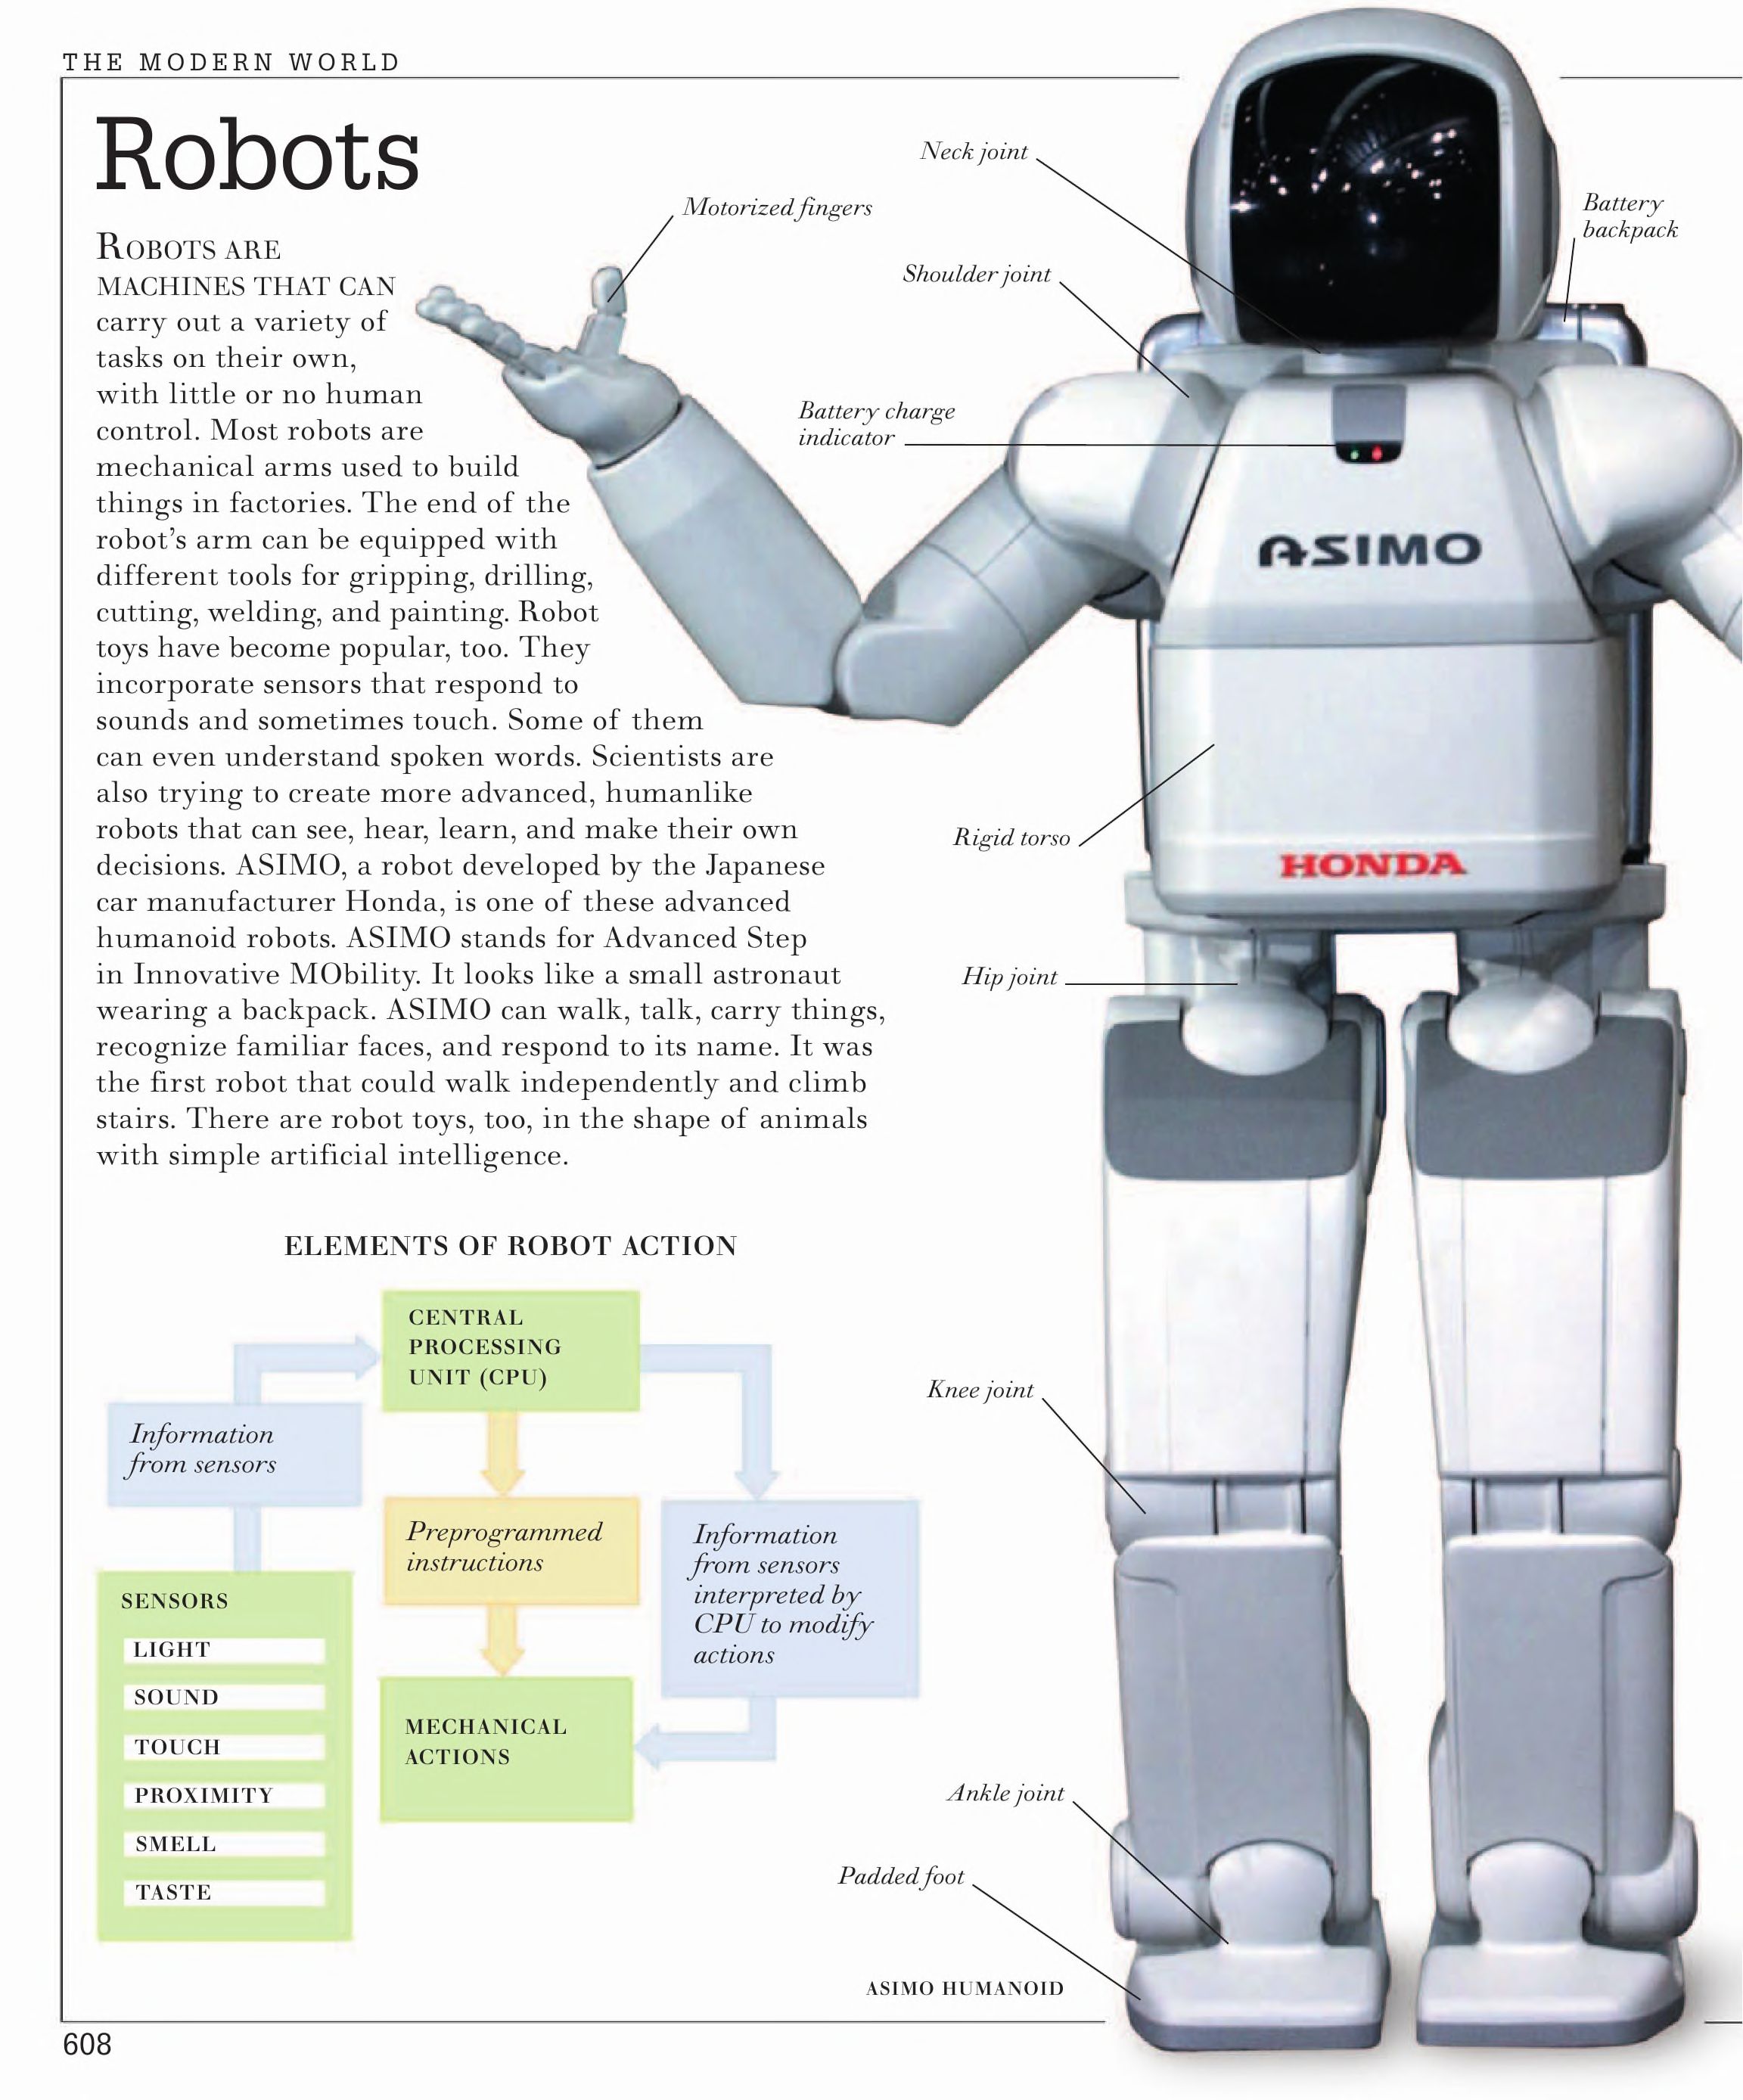 THE MODERN WORLD
Robots
ROBOTS ARE
MACHINES THAT CAN
carry out a variety of
tasks on their own,
with little or no human
control. Most robots are
mechanical arms used to build
things in factories. The end of the
robot's arm can be equipped with
different tools for gripping, drilling,
cutting, welding, and painting. Robot
toys have become popular, too. They
incorporate sensors that respond to
sounds and sometimes touch. Some of them
can even understand spoken words. Scientists are
also trying to create more advanced, humanlike
robots that can see, hear, learn, and make their own
decisions. ASIMO, a robot developed by the Japanese
car manufacturer Honda, is one of these advanced
humanoid robots. ASIMO stands for Advanced Step
in Innovative MObility. It looks like a small astronaut
wearing a backpack. ASIMO can walk, talk, carry things,
recognize familiar faces, and respond to its name. It was
the first robot that could walk independently and climb
stairs. There are robot toys, too, in the shape of animals
with simple artificial intelligence.
Motorized fingers
Neck joint
Shoulder joint
Battery charge
indicator
Battery
backpack
ASIMO
Rigid torso
HONDA
Hip joint
Knee joint
Ankle joint
Padded foot
ASIMO HUMANOID
ELEMENTS OF ROBOT ACTION
CENTRAL
PROCESSING
UNIT (CPU)
Information
from sensors
Preprogrammed
instructions
Information
from sensors
interpreted by
CPU to modify
actions
SENSORS
LIGHT
SOUND
TOUCH
PROXIMITY
SMELL
TASTE
MECHANICAL
ACTIONS
608